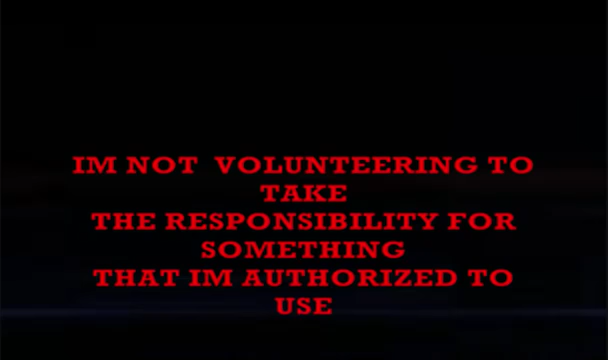 IM NOT VOLUNTEERING TO
TAKE
THE RESPONSIBILITY FOR
SOMETHING
THAT IM AUTHORIZED TO
USE